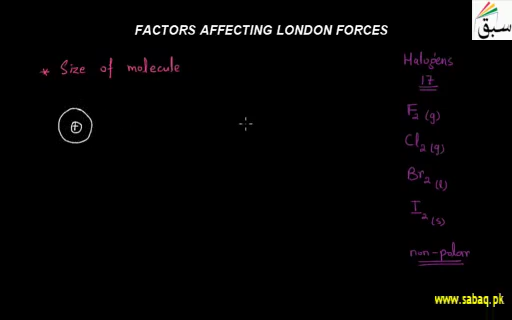 سبق
FACTORS AFFECTING LONDON FORCES
* Size of molecule
+
Halogens
17
F₂ (g)
Cl₂ (g)
Br₂ (l)
I₂ (s)
non-polar
www.sabaq.pk